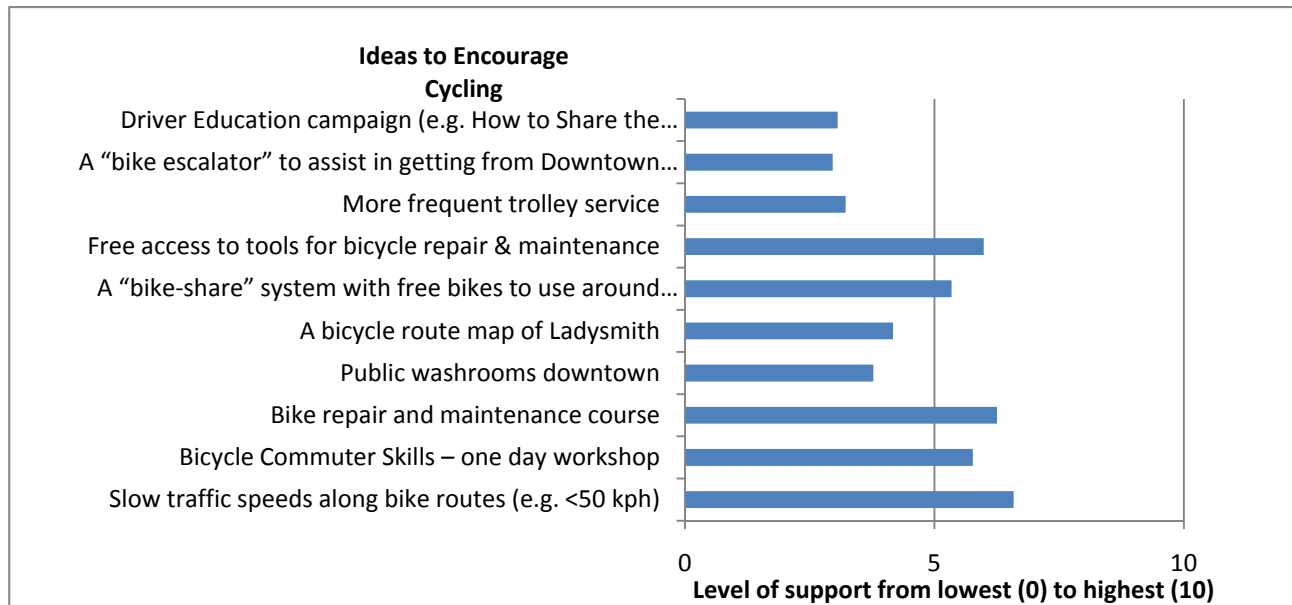 Ideas to Encourage
Cycling
Driver Education campaign (e.g. How to Share the...
A “bike escalator” to assist in getting from Downtown...
More frequent trolley service
Free access to tools for bicycle repair & maintenance
A “bike-share” system with free bikes to use around...
A bicycle route map of Ladysmith
Public washrooms downtown
Bike repair and maintenance course
Bicycle Commuter Skills – one day workshop
Slow traffic speeds along bike routes (e.g. <50 kph)
0 5 10
Level of support from lowest (0) to highest (10)